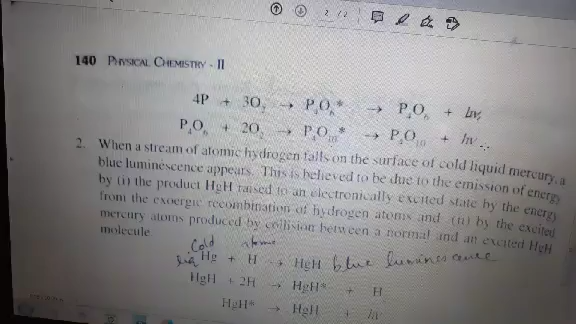 2 / 2
140 PHYSICAL CHEMISTRY - II
4P + 3O₂ → P₄O₆* → P₄O₆ + hν,
P₄O₆ + 2O₂ → P₄O₁₀* → P₄O₁₀ + hν
2. When a stream of atomic hydrogen falls on the surface of cold liquid mercury, a
blue luminescence appears. This is believed to be due to the emission of energy
by (i) the product HgH raised to an electronically excited state by the energy
from the exoergic recombination of hydrogen atoms and (ii) by the excited
mercury atoms produced by collision between a normal and an excited HgH
molecule
Cold atoms
liq Hg + H → HgH blue luminescence
HgH + 2H → HgH* + H
HgH* → HgH +